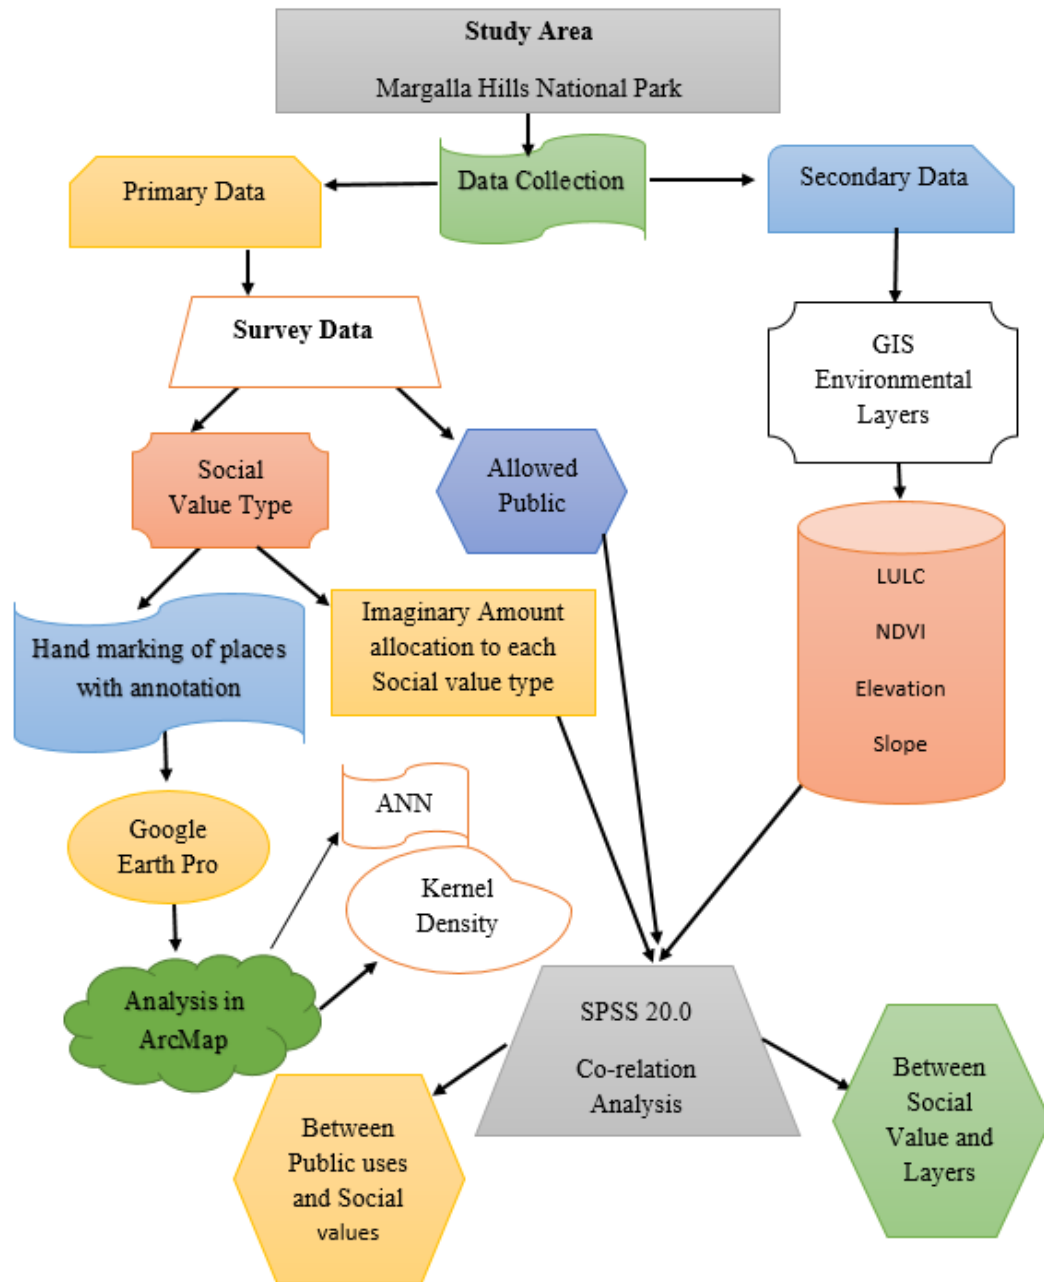 Study Area
Margalla Hills National Park
Data Collection
Primary Data
Secondary Data
Survey Data
GIS
Environmental
Layers
Social
Value Type
Allowed
Public
LULC
NDVI
Elevation
Slope
Hand marking of places
with annotation
Imaginary Amount
allocation to each
Social value type
Google
Earth Pro
ANN
Kernel
Density
Analysis in
ArcMap
SPSS 20.0
Co-relation
Analysis
Between
Public uses
and Social
values
Between
Social
Value and
Layers